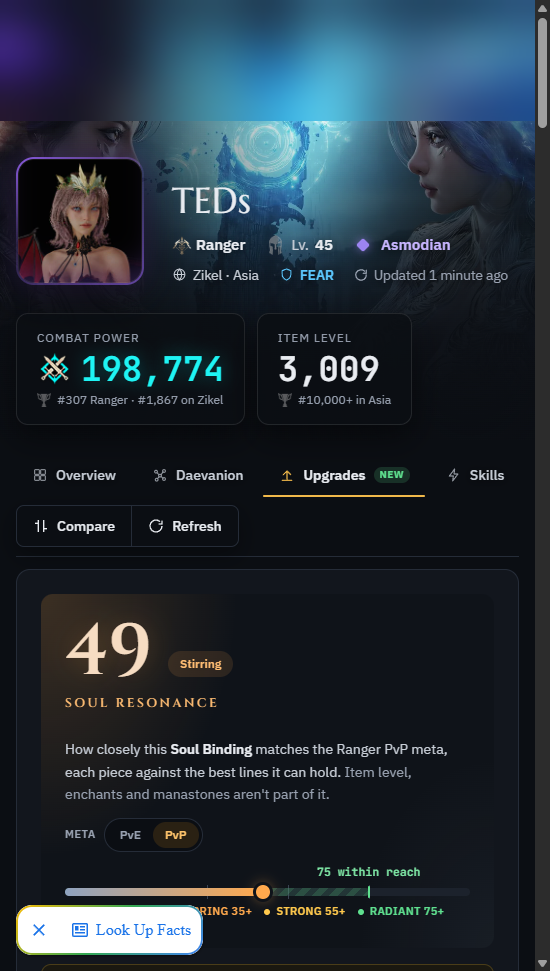 TEDs
Ranger Lv. 45 Asmodian
Zikel · Asia FEAR Updated 1 minute ago
COMBAT POWER
198,774
#307 Ranger · #1,867 on Zikel
ITEM LEVEL
3,009
#10,000+ in Asia
Overview Daevanion Upgrades NEW Skills
Compare Refresh
49 Stirring
SOUL RESONANCE
How closely this Soul Binding matches the Ranger PvP meta,
each piece against the best lines it can hold. Item level,
enchants and manastones aren't part of it.
META PvE PvP
75 within reach
RING 35+ STRONG 55+ RADIANT 75+
Look Up Facts